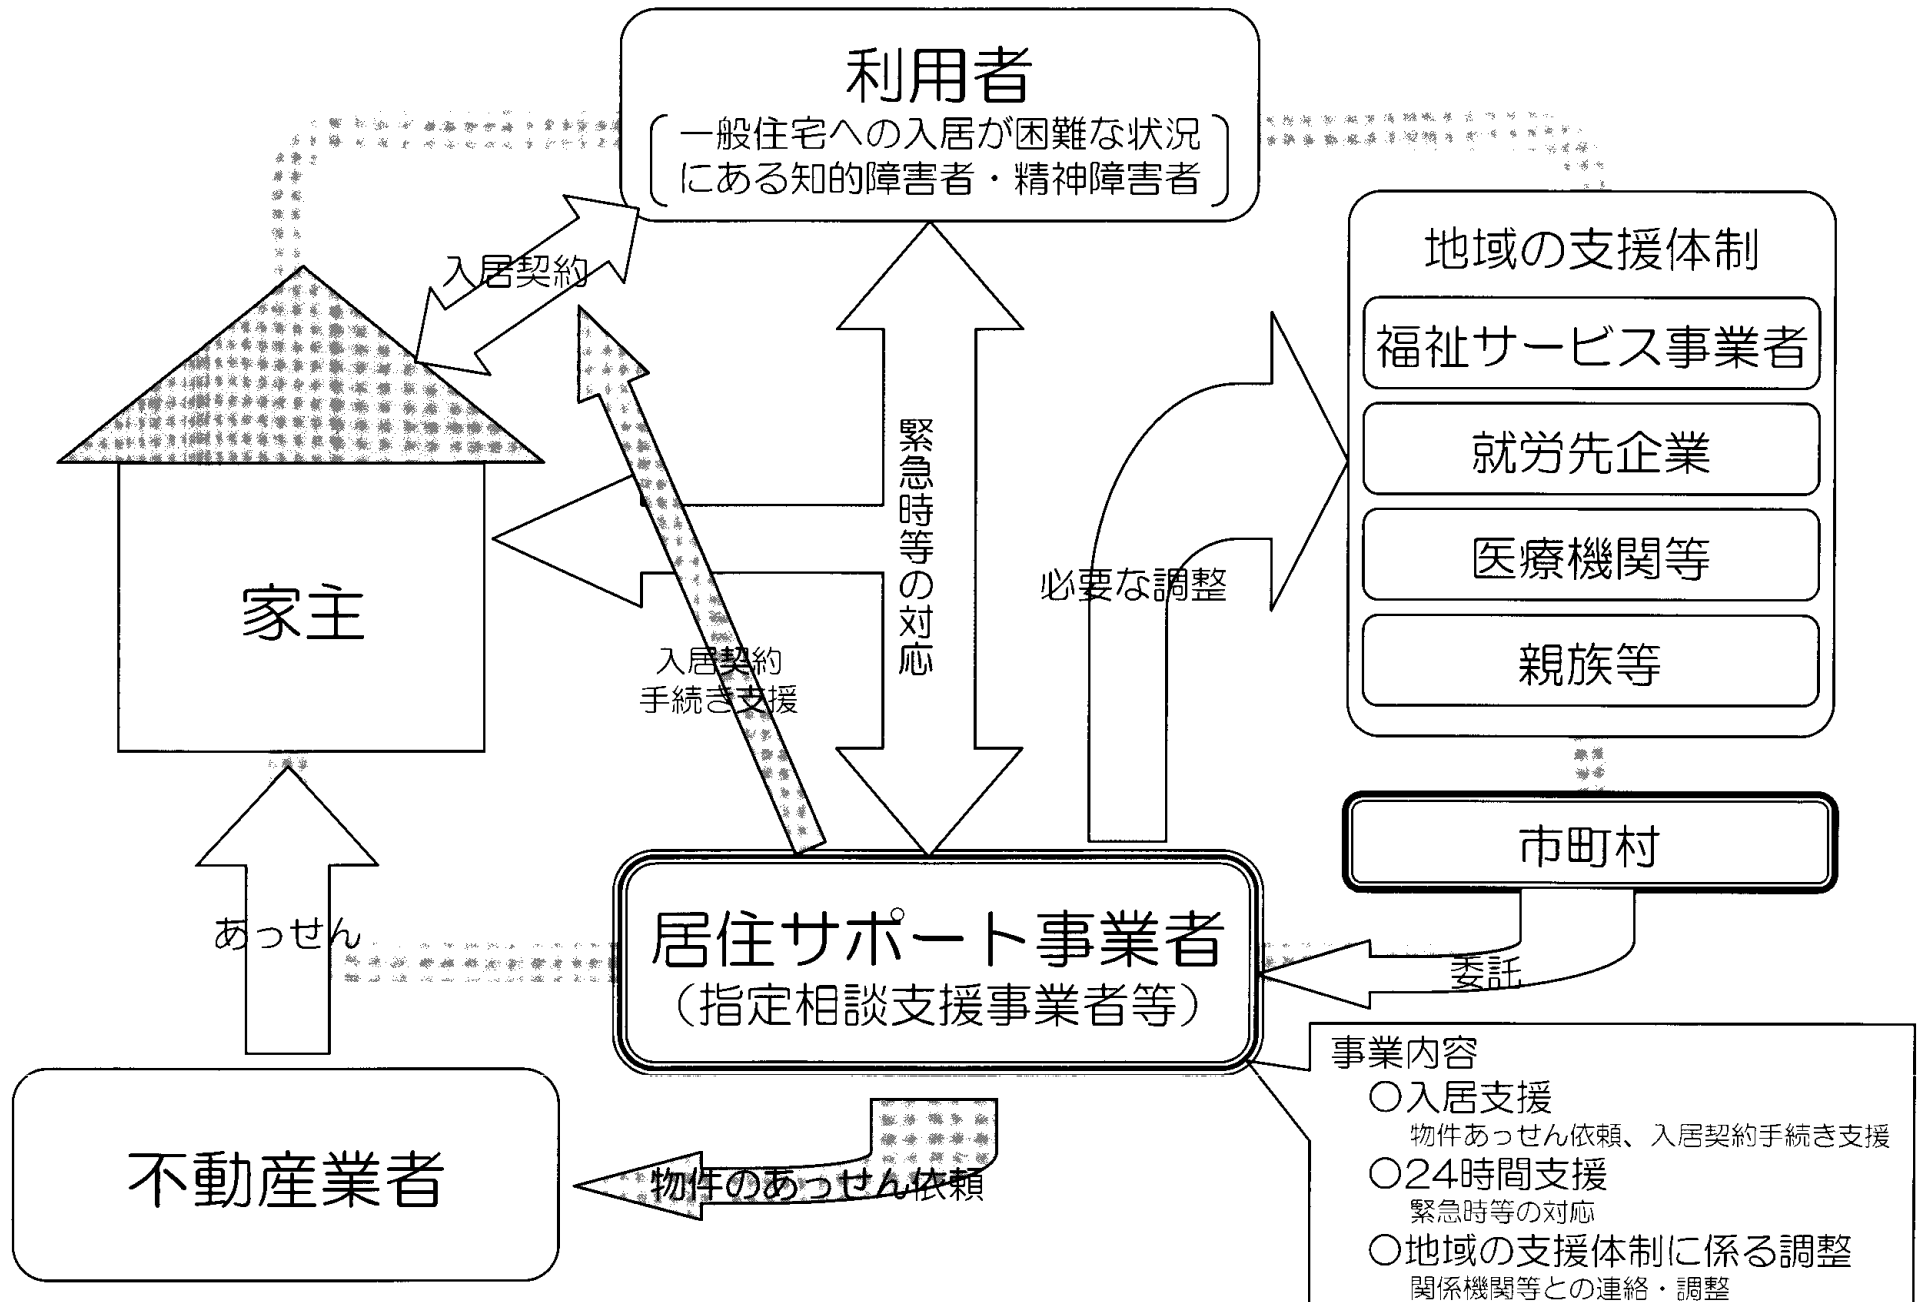 利用者
一般住宅への入居が困難な状況
にある知的障害者・精神障害者
入居契約
地域の支援体制
福祉サービス事業者
就労先企業
医療機関等
親族等
緊急時等の対応
必要な調整
家主
入居契約
手続き支援
市町村
あっせん
居住サポート事業者
(指定相談支援事業者等)
委託
不動産業者
物件のあっせん依頼
事業内容
○入居支援
物件あっせん依頼、入居契約手続き支援
○24時間支援
緊急時等の対応
○地域の支援体制に係る調整
関係機関等との連絡・調整